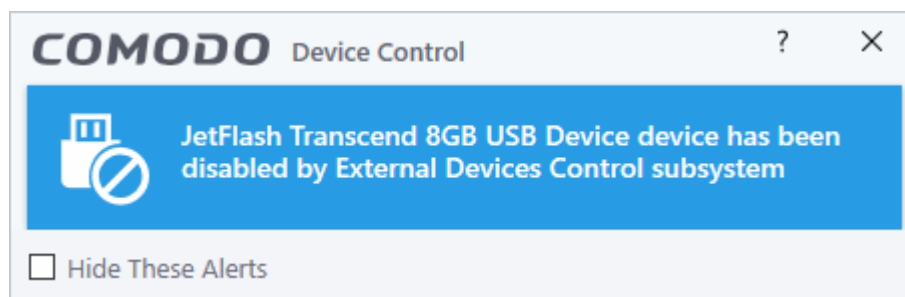 COMODO Device Control ?
JetFlash Transcend 8GB USB Device device has been
disabled by External Devices Control subsystem
Hide These Alerts